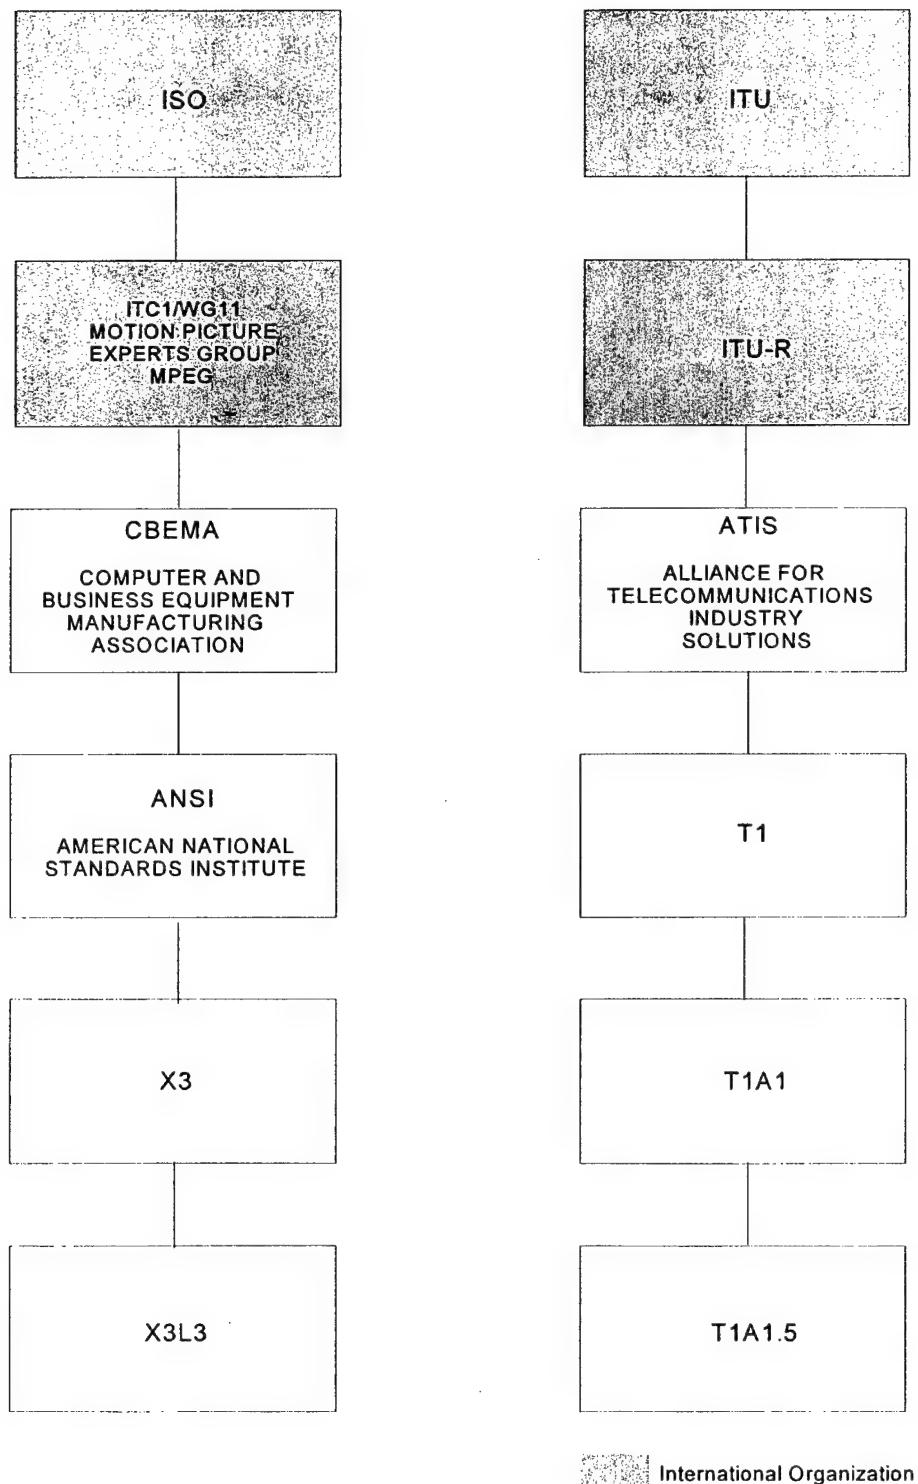 ISO
ITC1/WG11
MOTION PICTURE
EXPERTS GROUP
MPEG
CBEMA
COMPUTER AND
BUSINESS EQUIPMENT
MANUFACTURING
ASSOCIATION
ANSI
AMERICAN NATIONAL
STANDARDS INSTITUTE
X3
X3L3
ITU
ITU-R
ATIS
ALLIANCE FOR
TELECOMMUNICATIONS
INDUSTRY
SOLUTIONS
T1
T1A1
T1A1.5
International Organization